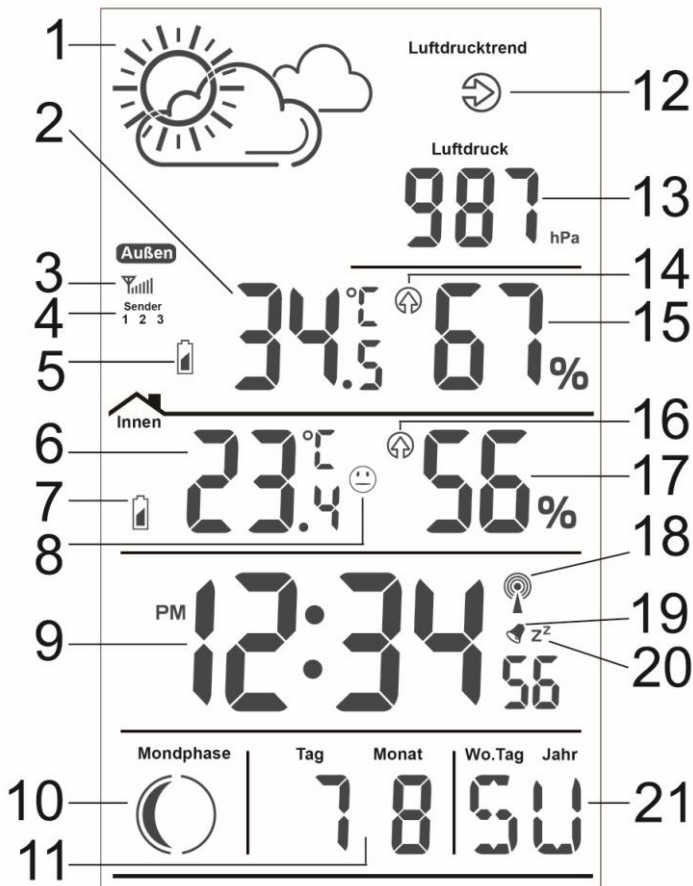 1
Luftdrucktrend
12
2
Luftdruck
987 hPa
13
Außen
3
14
4
Sender
1 2 3
34.5 °C
67 %
15
5
Innen
16
6
23.4 °C
56 %
17
7
8
18
PM 12:34 56
19
9
Zz
20
Mondphase Tag Monat Wo.Tag Jahr
10
7 8 SU
21
11